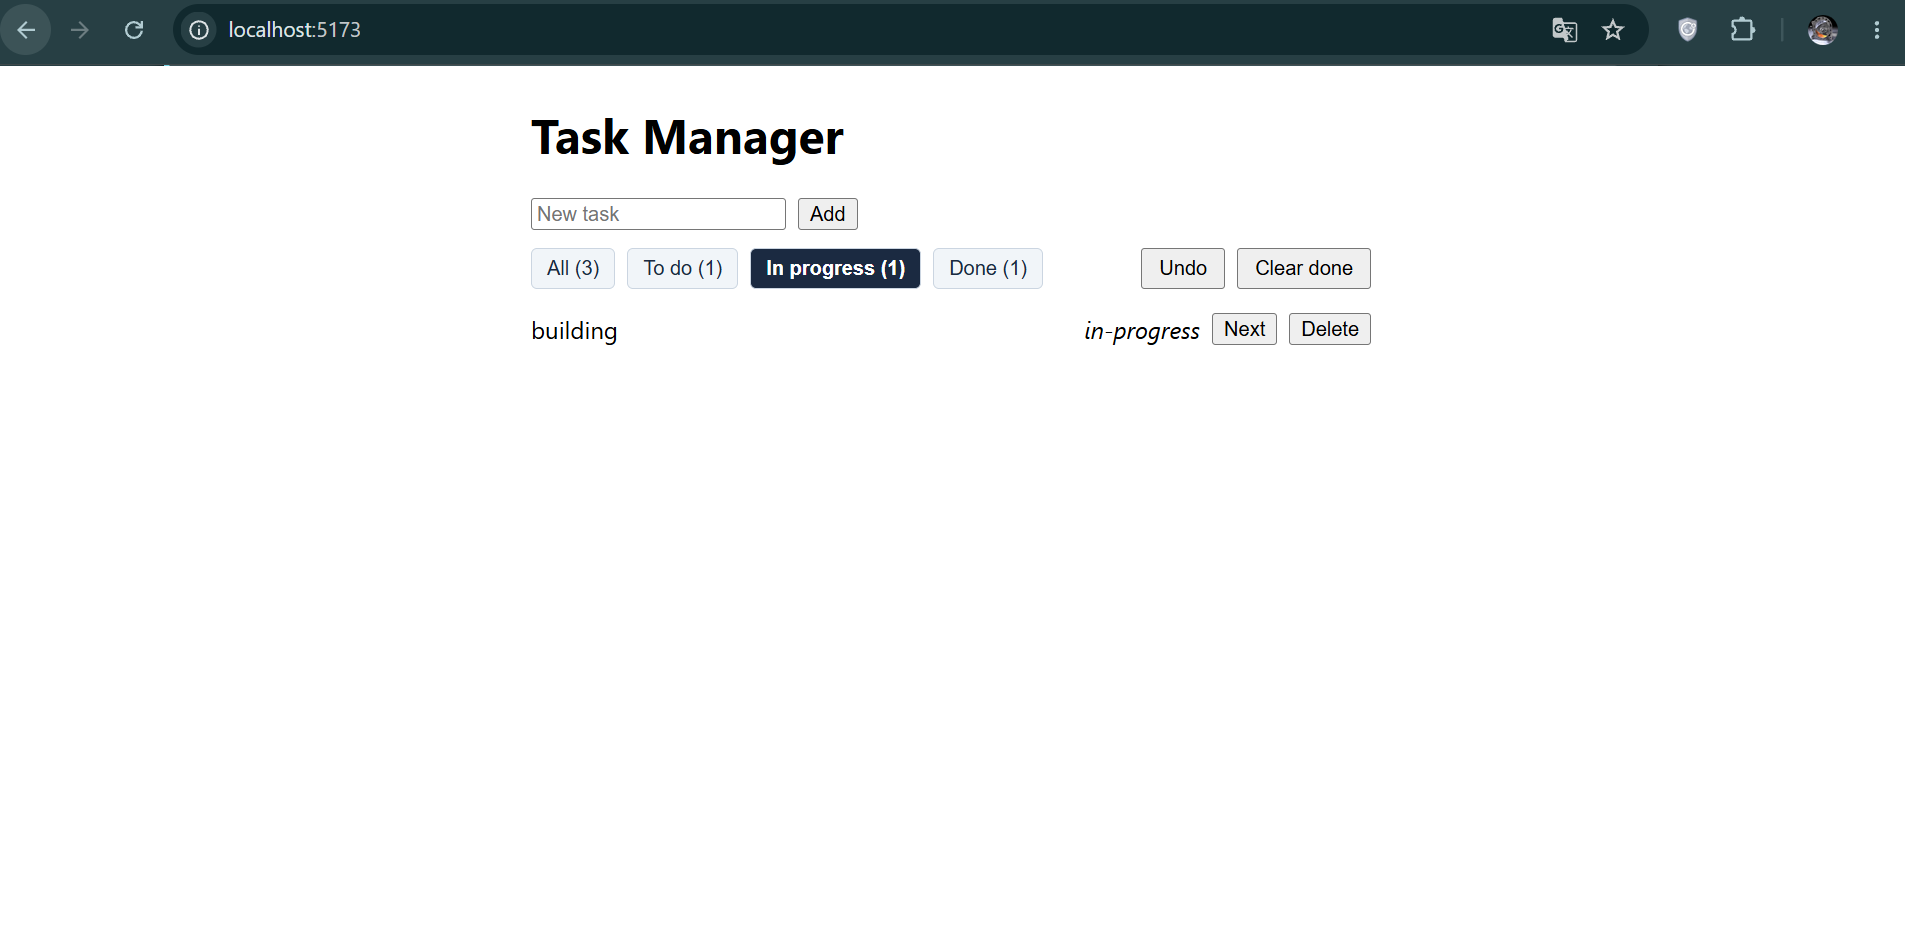 localhost:5173
Task Manager
New task Add
All (3) To do (1) In progress (1) Done (1) Undo Clear done
building in-progress Next Delete